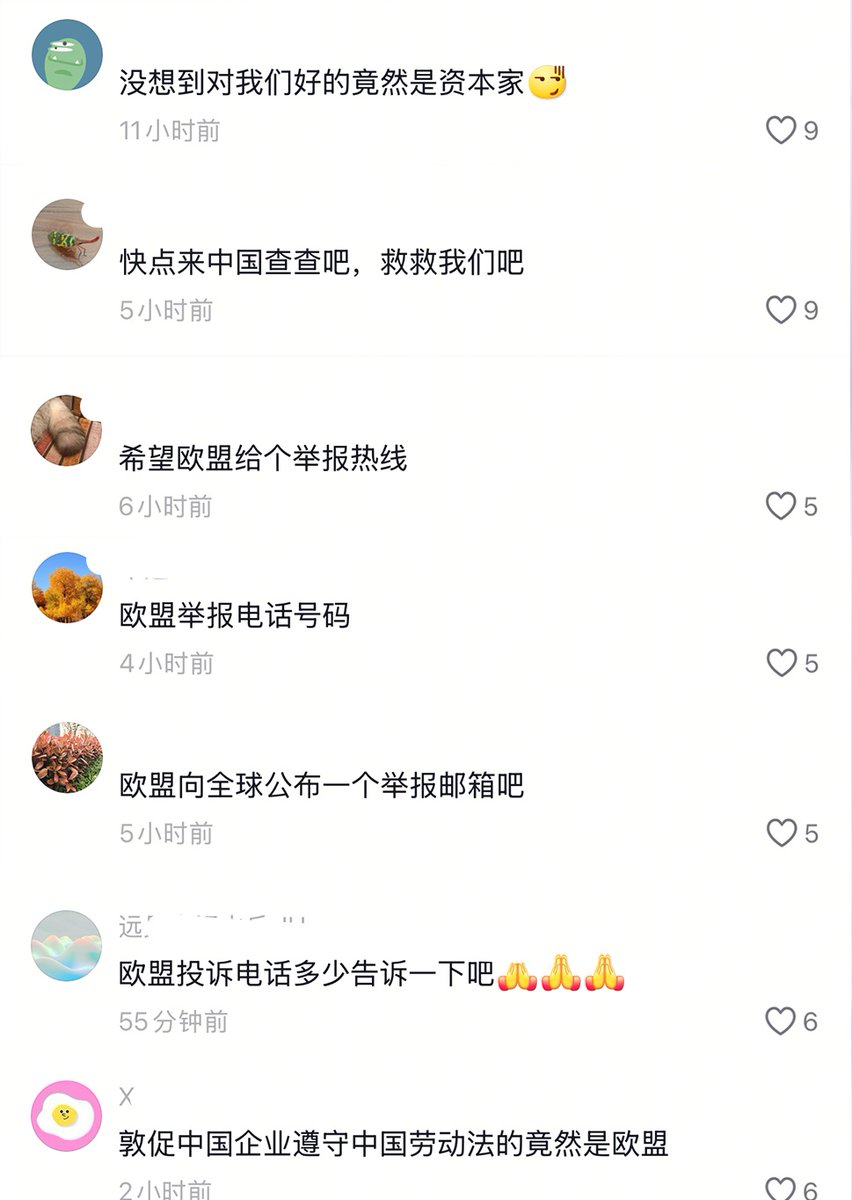 没想到对我们好的竟然是资本家
11小时前
9
快点来中国查查吧，救救我们吧
5小时前
9
希望欧盟给个举报热线
6小时前
5
欧盟举报电话号码
4小时前
5
欧盟向全球公布一个举报邮箱吧
5小时前
5
远
欧盟投诉电话多少告诉一下吧🙏🙏🙏
55分钟前
6
X
敦促中国企业遵守中国劳动法的竟然是欧盟
2小时前
6